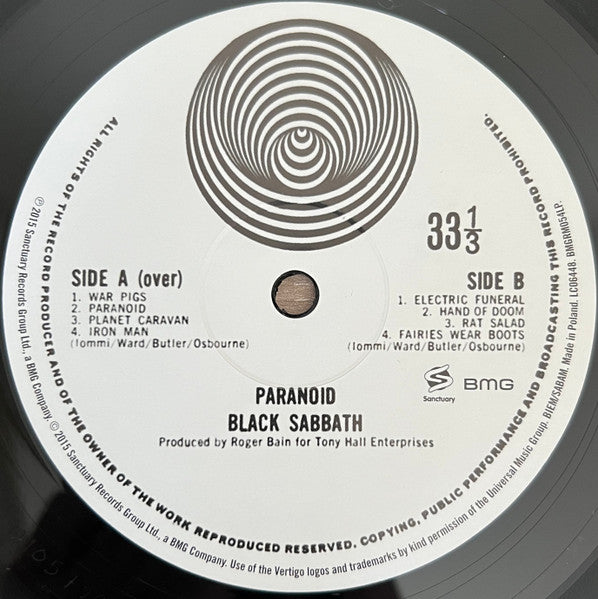 33 1/3
SIDE A (over)
1. WAR PIGS
2. PARANOID
3. PLANET CARAVAN
4. IRON MAN
(Iommi/Ward/Butler/Osbourne)
SIDE B
1. ELECTRIC FUNERAL
2. HAND OF DOOM
3. RAT SALAD
4. FAIRIES WEAR BOOTS
(Iommi/Ward/Butler/Osbourne)
Sanctuary
BMG
PARANOID
BLACK SABBATH
Produced by Roger Bain for Tony Hall Enterprises
ALL RIGHTS OF THE RECORD PRODUCER AND OF THE OWNER OF THE WORK REPRODUCED RESERVED. COPYING, PUBLIC PERFORMANCE AND BROADCASTING THIS RECORD PROHIBITED.
℗ 2015 Sanctuary Records Group Ltd., a BMG Company. © 2015 Sanctuary Records Group Ltd., a BMG Company. Use of the Vertigo logos and trademarks by kind permission of the Universal Music Group. BIEM/SABAM. Made in Poland. LC06448. BMGRM054LP.